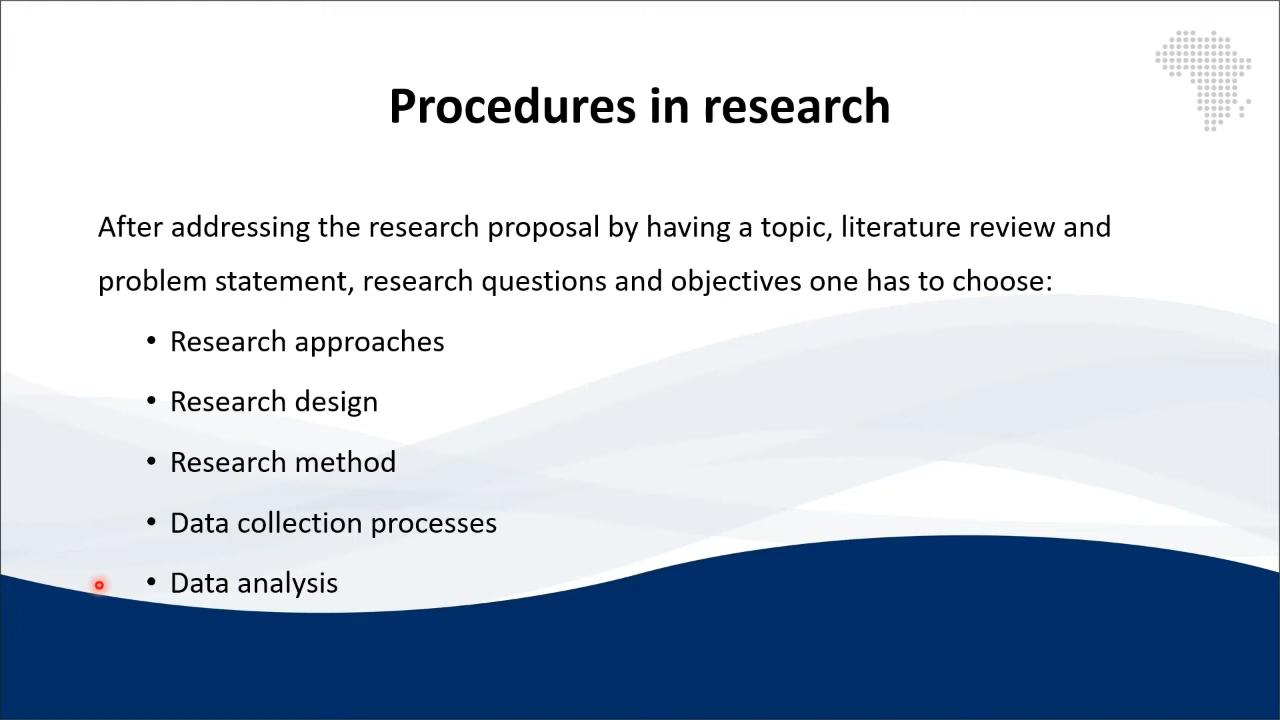 Procedures in research
After addressing the research proposal by having a topic, literature review and
problem statement, research questions and objectives one has to choose:
• Research approaches
• Research design
• Research method
• Data collection processes
• Data analysis